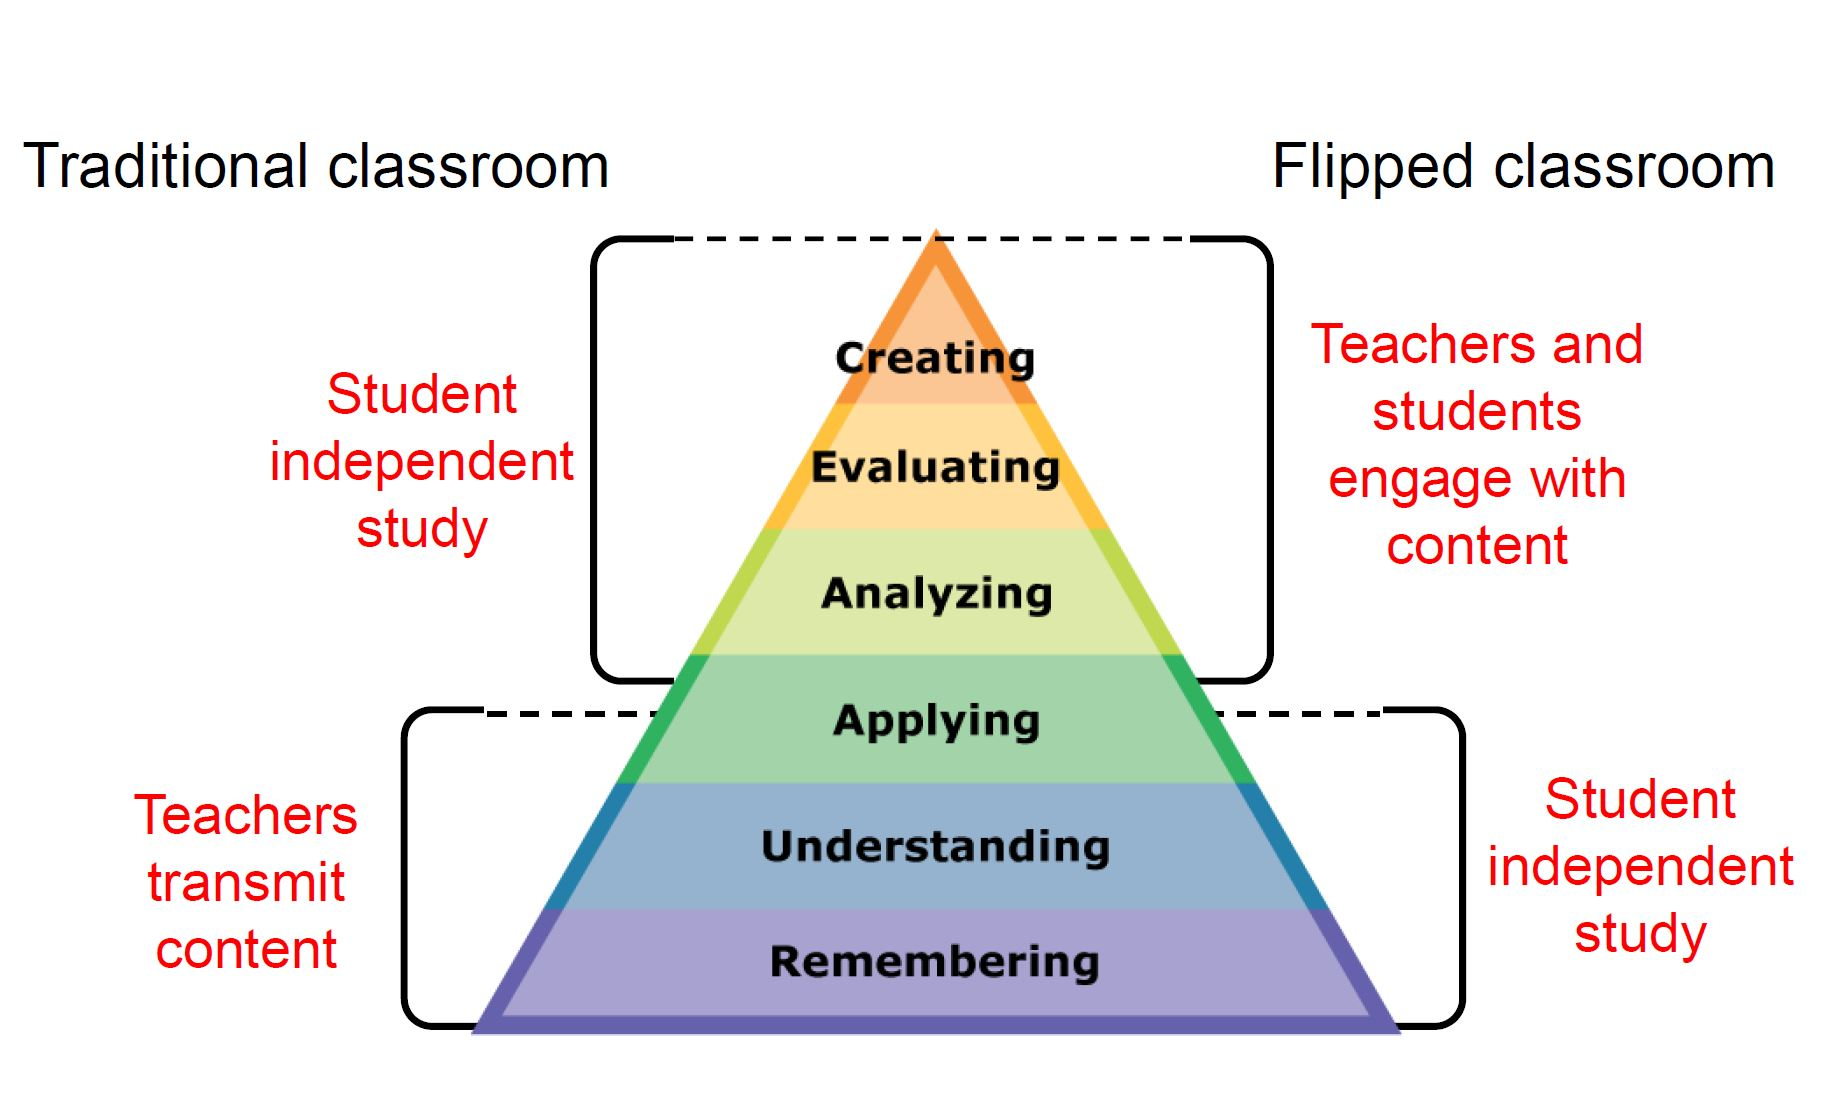 Traditional classroom
Flipped classroom
Student
independent
study
Teachers
transmit
content
Creating
Evaluating
Analyzing
Applying
Understanding
Remembering
Teachers and
students
engage with
content
Student
independent
study